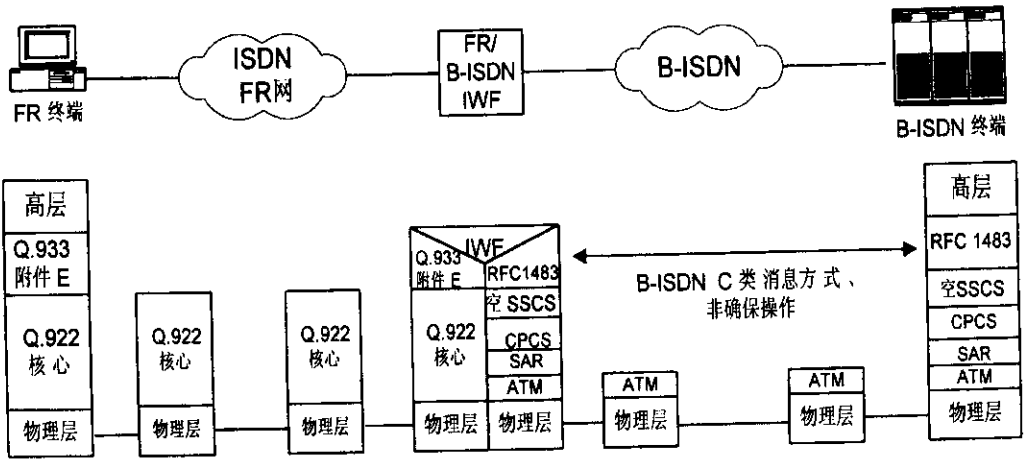 FR 终端
ISDN
FR网
FR/
B-ISDN
IWF
B-ISDN
B-ISDN 终端
高层
Q.933
附件 E
Q.922
核心
物理层
Q.922
核心
物理层
Q.922
核心
物理层
IWF
Q.933
附件 E
Q.922
核心
物理层
RFC1483
空 SSCS
CPCS
SAR
ATM
物理层
B-ISDN C 类 消息方式、
非确保操作
ATM
物理层
ATM
物理层
高层
RFC 1483
空SSCS
CPCS
SAR
ATM
物理层